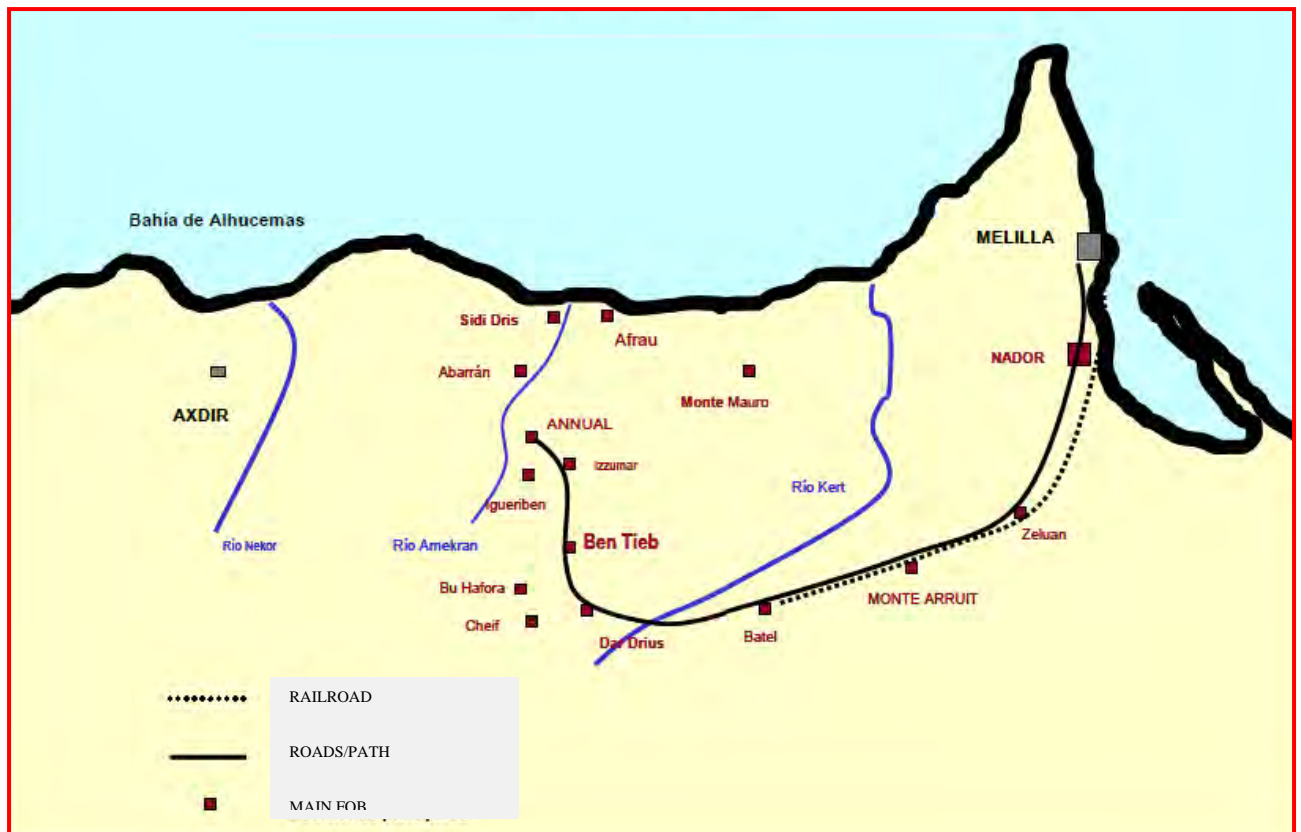 Bahía de Alhucemas
MELILLA
Sidi Dris
Afrau
NADOR
Abarrán
Monte Mauro
AXDIR
ANNUAL
Izzumar
Igueriben
Río Kert
Río Nekor
Río Amekran
Ben Tieb
Zeluan
Bu Hafora
MONTE ARRUIT
Cheif
Dar Drius
Batel
RAILROAD
ROADS/PATH
MAIN FOB